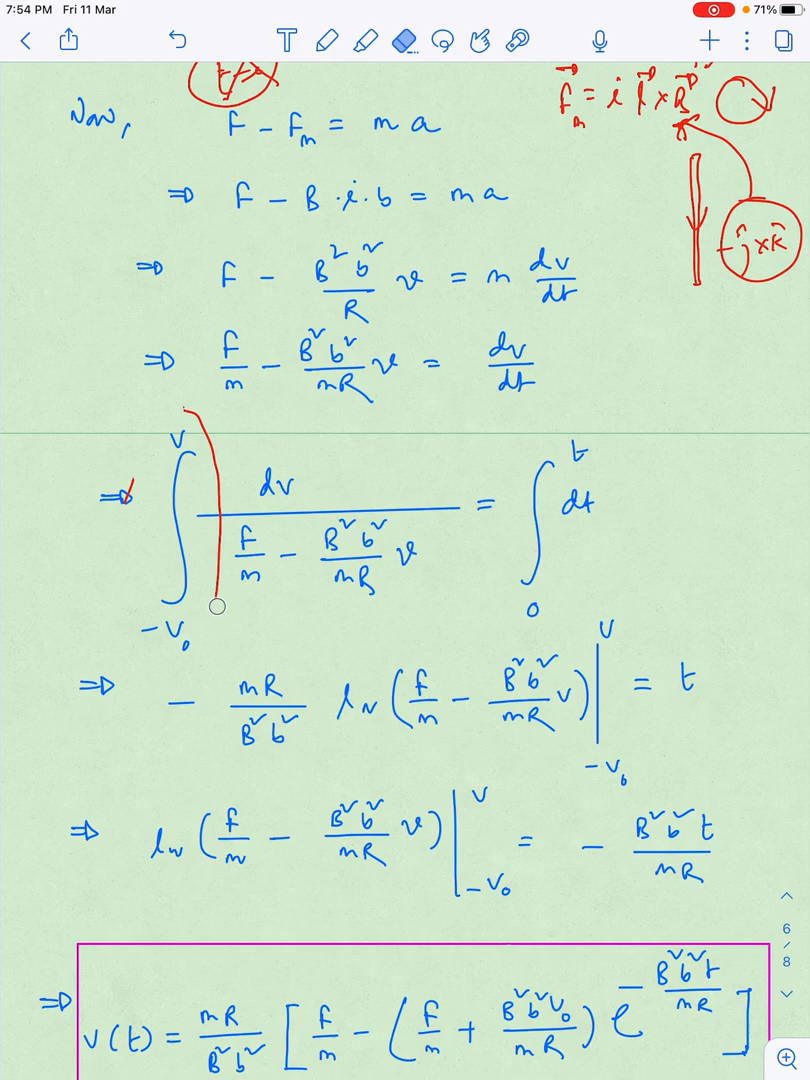 7:54 PM Fri 11 Mar 71%
T
F⃗m = i l⃗ × B⃗
Now, F - Fm = ma
⇒ F - B · i · b = ma
-ĵ × k̂
⇒ F - B²b²/R v = m dv/dt
⇒ F/m - B²b²/mR v = dv/dt
⇒ ∫_{-V₀}^{V} dv / (F/m - B²b²/mR v) = ∫_0^t dt
⇒ - mR/B²b² ln (F/m - B²b²/mR v) |_{-V₀}^{V} = t
⇒ ln (F/m - B²b²/mR v) |_{-V₀}^{V} = - B²b²t/mR
6
8
⇒ V(t) = mR/B²b² [F/m - (F/m + B²b²V₀/mR) e^{-B²b²t/mR}]